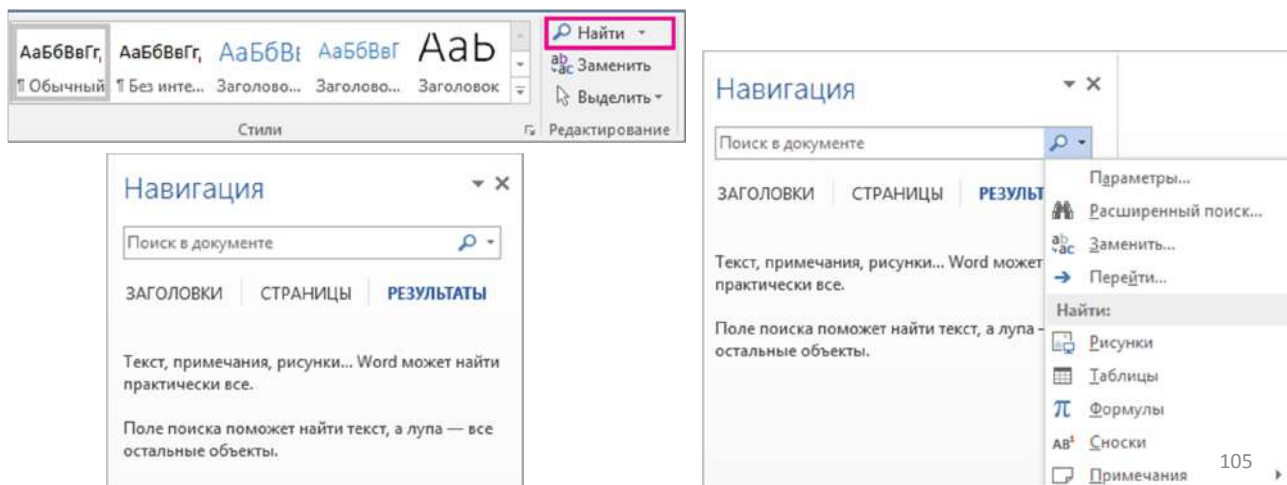 АаБбВвГг, АаБбВвГг, АаБбВı АаБбВвГ АаЬ
¶ Обычный ¶ Без инте... Заголово... Заголово... Заголовок
Стили
Найти
Заменить
Выделить
Редактирование
Навигация
Поиск в документе
ЗАГОЛОВКИ СТРАНИЦЫ РЕЗУЛЬТАТЫ
Текст, примечания, рисунки... Word может найти
практически все.
Поле поиска поможет найти текст, а лупа — все
остальные объекты.
Навигация
Поиск в документе
ЗАГОЛОВКИ СТРАНИЦЫ РЕЗУЛЬТ
Текст, примечания, рисунки... Word может
практически все.
Поле поиска поможет найти текст, а лупа –
остальные объекты.
Параметры...
Расширенный поиск...
Заменить...
Перейти...
Найти:
Рисунки
Таблицы
Формулы
Сноски
Примечания
105